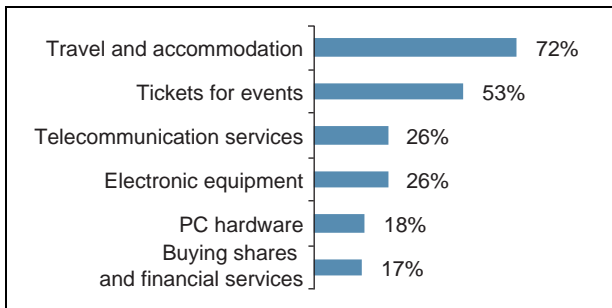 Travel and accommodation 72%
Tickets for events 53%
Telecommunication services 26%
Electronic equipment 26%
PC hardware 18%
Buying shares
and financial services 17%